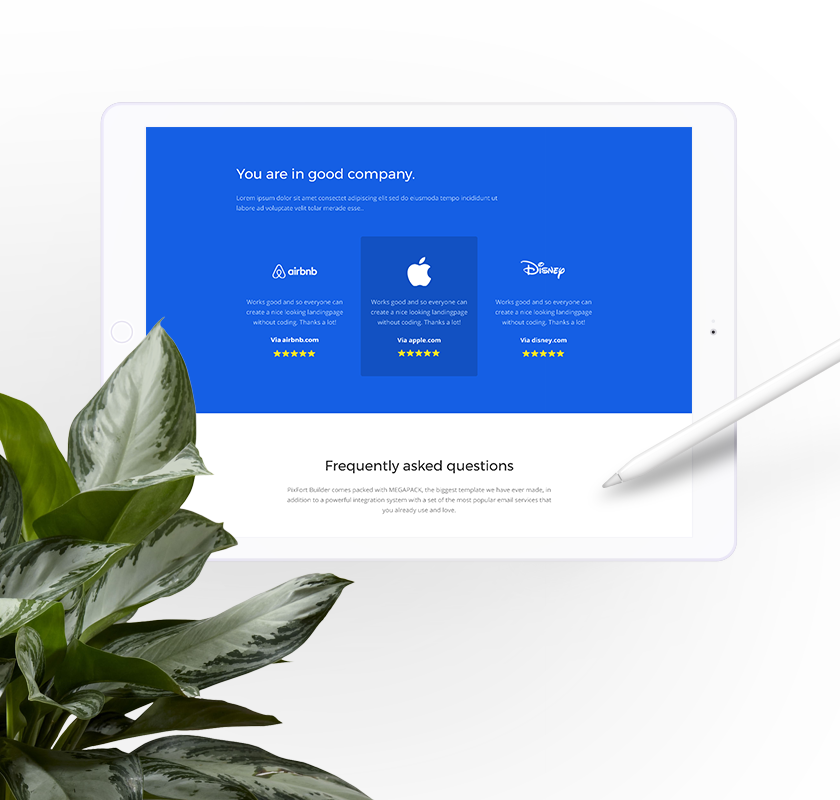 You are in good company.
Lorem ipsum dolor sit amet consectet adipiscing elit sed do eiusmoda tempo incididunt ut
labore ad voluptate velit tolar merade esse..
airbnb
Works good and so everyone can
create a nice looking landingpage
without coding. Thanks a lot!
Via airbnb.com
Works good and so everyone can
create a nice looking landingpage
without coding. Thanks a lot!
Via apple.com
Disney
Works good and so everyone can
create a nice looking landingpage
without coding. Thanks a lot!
Via disney.com
Frequently asked questions
PixFort Builder comes packed with MEGAPACK, the biggest template we have ever made, in
addition to a powerful integration system with a set of the most popular email services that
you already use and love.